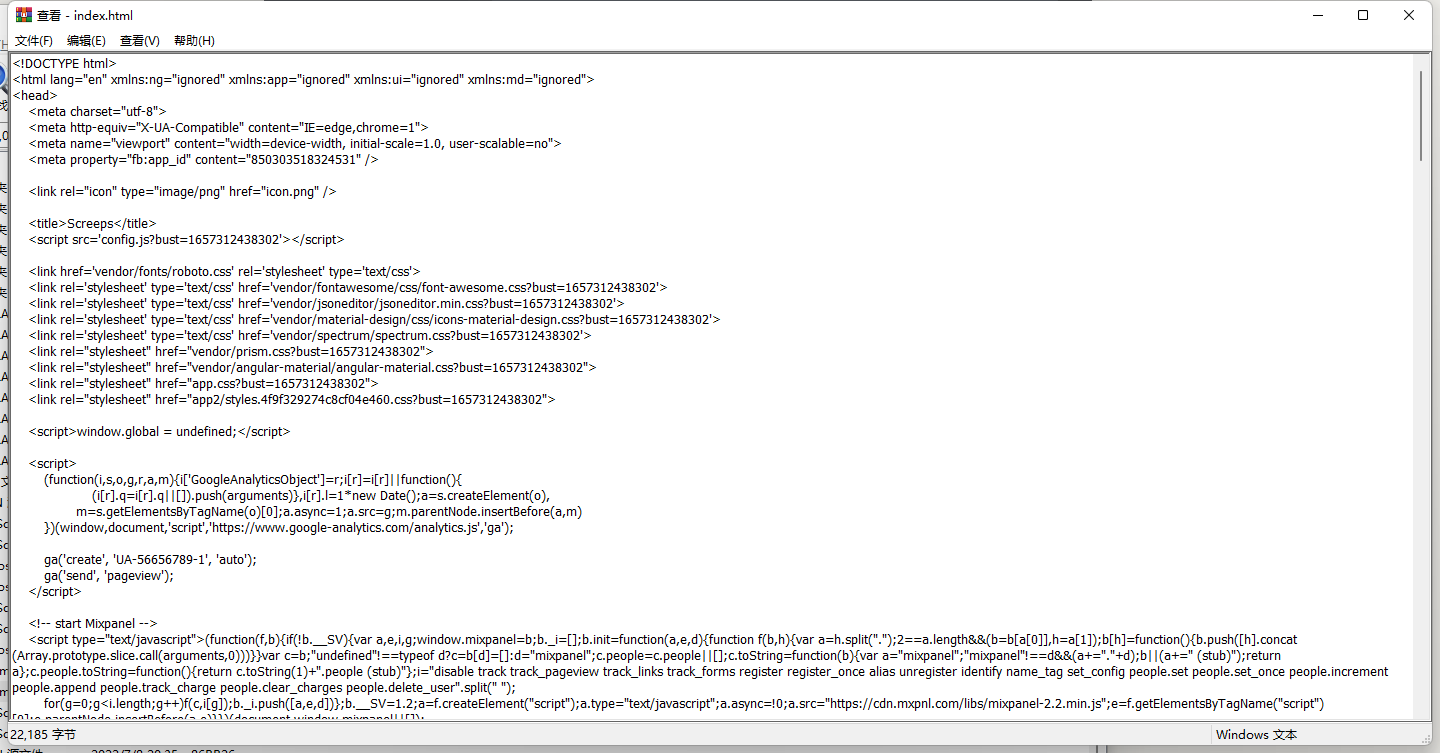 查看 - index.html
文件(F) 编辑(E) 查看(V) 帮助(H)
<!DOCTYPE html>
<html lang="en" xmlns:ng="ignored" xmlns:app="ignored" xmlns:ui="ignored" xmlns:md="ignored">
<head>
<meta charset="utf-8">
<meta http-equiv="X-UA-Compatible" content="IE=edge,chrome=1">
<meta name="viewport" content="width=device-width, initial-scale=1.0, user-scalable=no">
<meta property="fb:app_id" content="850303518324531" />
<link rel="icon" type="image/png" href="icon.png" />
<title>Screeps</title>
<script src='config.js?bust=1657312438302'></script>
<link href='vendor/fonts/roboto.css' rel='stylesheet' type='text/css'>
<link rel='stylesheet' type='text/css' href='vendor/fontawesome/css/font-awesome.css?bust=1657312438302'>
<link rel='stylesheet' type='text/css' href='vendor/jsoneditor/jsoneditor.min.css?bust=1657312438302'>
<link rel='stylesheet' type='text/css' href='vendor/material-design/css/icons-material-design.css?bust=1657312438302'>
<link rel='stylesheet' type='text/css' href='vendor/spectrum/spectrum.css?bust=1657312438302'>
<link rel="stylesheet" href="vendor/prism.css?bust=1657312438302">
<link rel="stylesheet" href="vendor/angular-material/angular-material.css?bust=1657312438302">
<link rel="stylesheet" href="app.css?bust=1657312438302">
<link rel="stylesheet" href="app2/styles.4f9f329274c8cf04e460.css?bust=1657312438302">
<script>window.global = undefined;</script>
<script>
(function(i,s,o,g,r,a,m){i['GoogleAnalyticsObject']=r;i[r]=i[r]||function(){
(i[r].q=i[r].q||[]).push(arguments)},i[r].l=1*new Date();a=s.createElement(o),
m=s.getElementsByTagName(o)[0];a.async=1;a.src=g;m.parentNode.insertBefore(a,m)
})(window,document,'script','https://www.google-analytics.com/analytics.js','ga');
ga('create', 'UA-56656789-1', 'auto');
ga('send', 'pageview');
</script>
<!-- start Mixpanel -->
<script type="text/javascript">(function(f,b){if(!b.__SV){var a,e,i,g;window.mixpanel=b;b._i=[];b.init=function(a,e,d){function f(b,h){var a=h.split(".");2==a.length&&(b=b[a[0]],h=a[1]);b[h]=function(){b.push([h].concat
(Array.prototype.slice.call(arguments,0)))}}var c=b;"undefined"!==typeof d?c=b[d]=[]:d="mixpanel";c.people=c.people||[];c.toString=function(b){var a="mixpanel";"mixpanel"!==d&&(a+="."+d);b||(a+=" (stub)");return
a};c.people.toString=function(){return c.toString(1)+".people (stub)"};i="disable track track_pageview track_links track_forms register register_once alias unregister identify name_tag set_config people.set people.set_once people.increment
people.append people.track_charge people.clear_charges people.delete_user".split(" ");
for(g=0;g<i.length;g++)f(c,i[g]);b._i.push([a,e,d])};b.__SV=1.2;a=f.createElement("script");a.type="text/javascript";a.async=!0;a.src="https://cdn.mxpnl.com/libs/mixpanel-2.2.min.js";e=f.getElementsByTagName("script")
[0];e.parentNode.insertBefore(a,e)}})(document,window.mixpanel||[]);
22,185 字节 Windows 文本